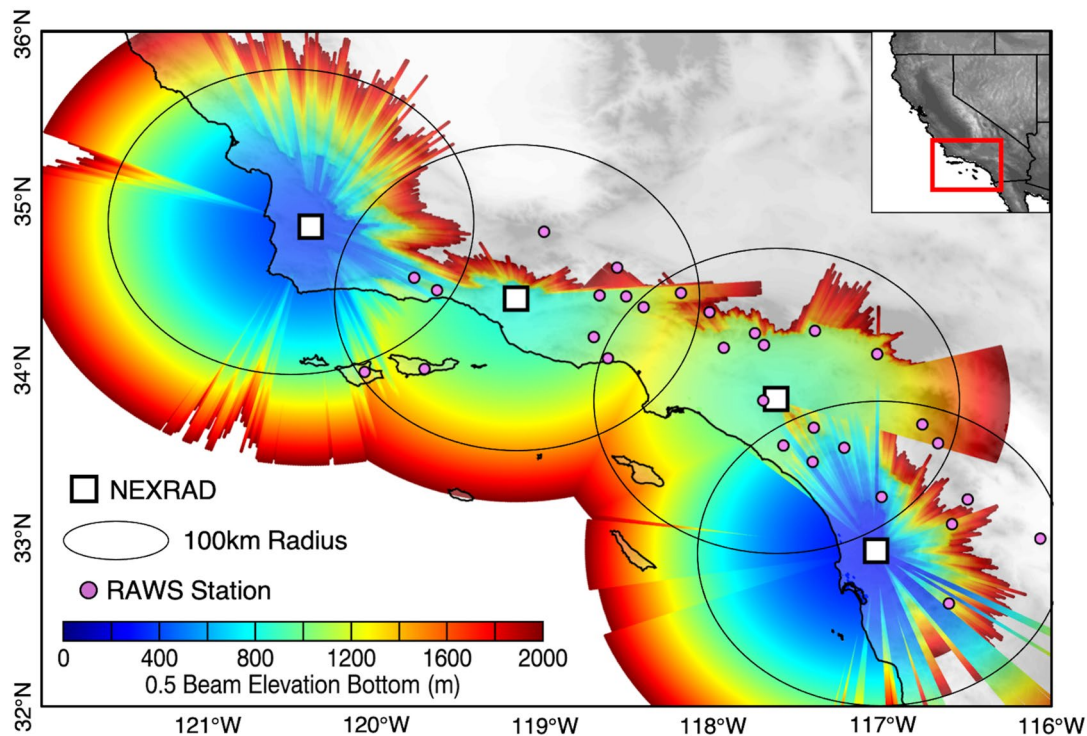 36°N
35°N
34°N
33°N
32°N
NEXRAD
100km Radius
RAWS Station
0 400 800 1200 1600 2000
0.5 Beam Elevation Bottom (m)
121°W 120°W 119°W 118°W 117°W 116°W